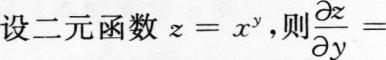 设二元函数 z = x^y,则 ∂z/∂y =